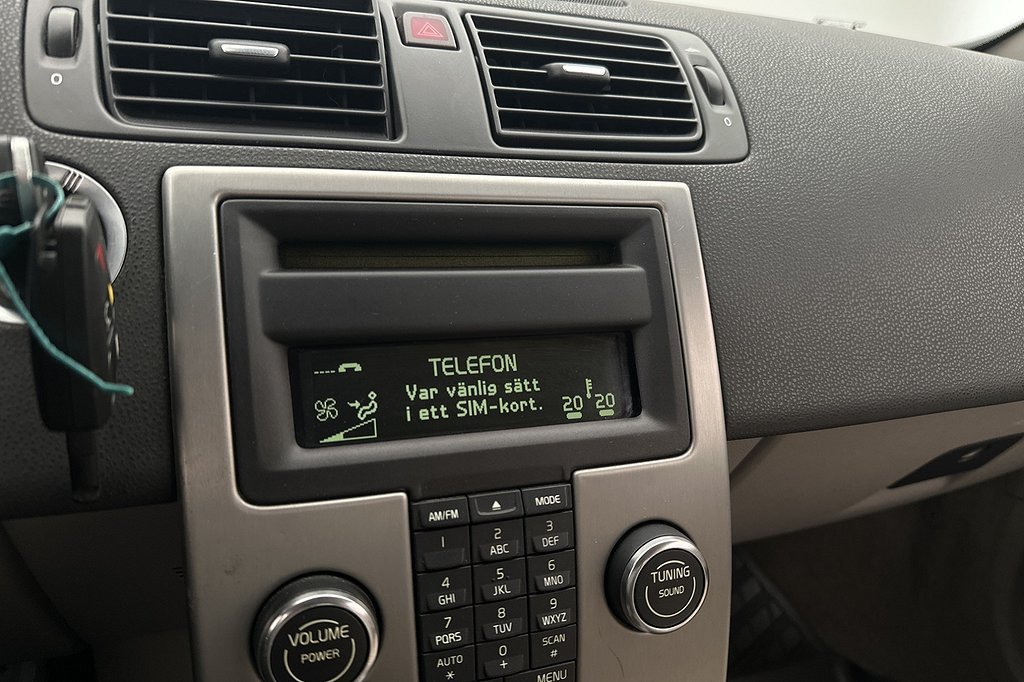 O
O
TELEFON
Var vänlig sätt
i ett SIM-kort.
20 20
AM/FM
MODE
1
2
ABC
3
DEF
4
GHI
5
JKL
6
MNO
7
PQRS
8
TUV
9
WXYZ
AUTO
*
0
+
SCAN
#
MENU
VOLUME
POWER
TUNING
SOUND